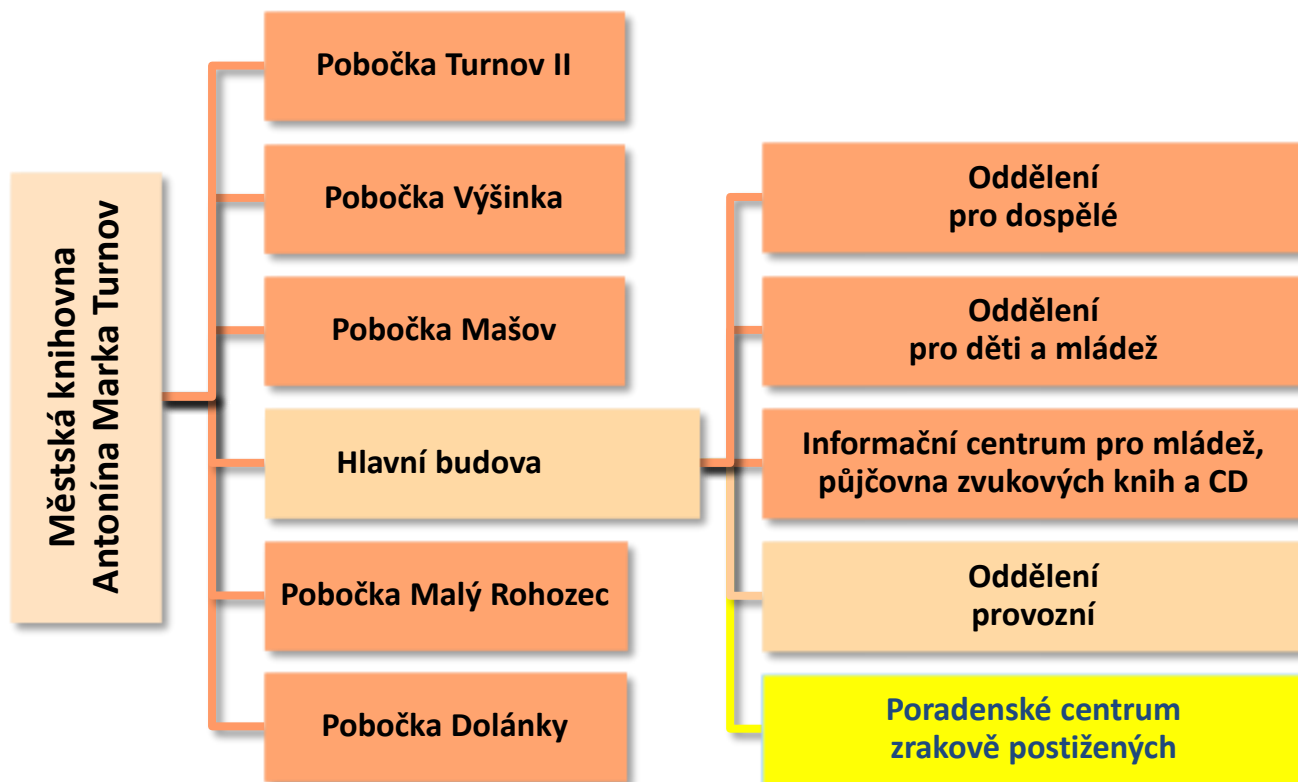 Městská knihovna
Antonína Marka Turnov
Pobočka Turnov II
Pobočka Výšinka
Pobočka Mašov
Hlavní budova
Pobočka Malý Rohozec
Pobočka Dolánky
Oddělení
pro dospělé
Oddělení
pro děti a mládež
Informační centrum pro mládež,
půjčovna zvukových knih a CD
Oddělení
provozní
Poradenské centrum
zrakově postižených